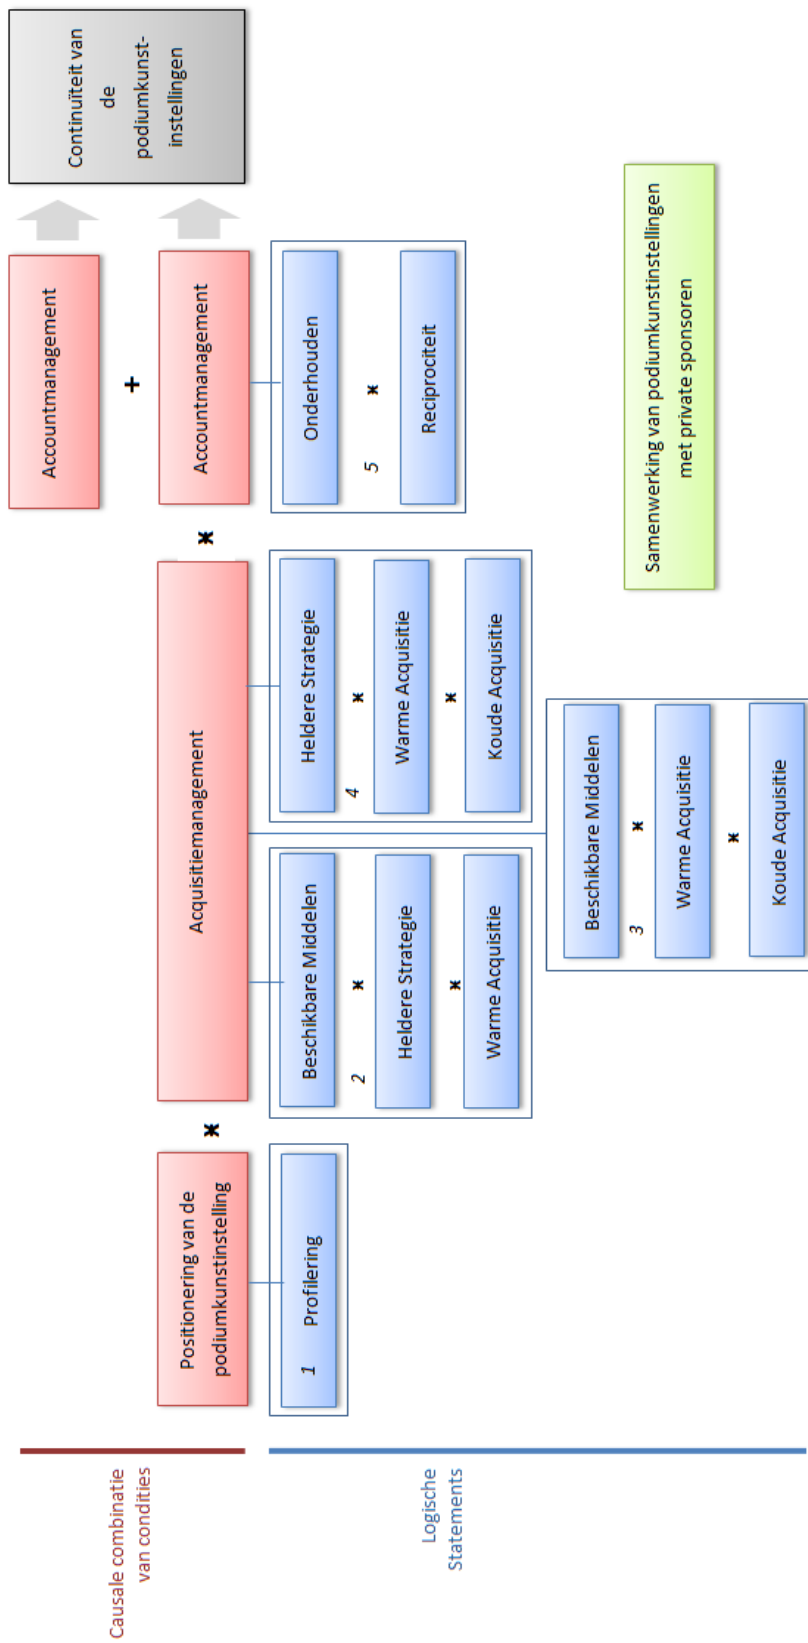 Causale combinatie
van condities
Accountmanagement
+
Continuïteit van
de
podiumkunst-
instellingen
Positionering van de
podiumkunstinstelling
*
Acquisitiemanagement
*
Accountmanagement
Logische
Statements
1 Profilering
Beschikbare Middelen
2 *
Heldere Strategie
*
Warme Acquisitie
Heldere Strategie
4 *
Warme Acquisitie
*
Koude Acquisitie
Onderhouden
5 *
Reciprociteit
Beschikbare Middelen
3 *
Warme Acquisitie
*
Koude Acquisitie
Samenwerking van podiumkunstinstellingen
met private sponsoren